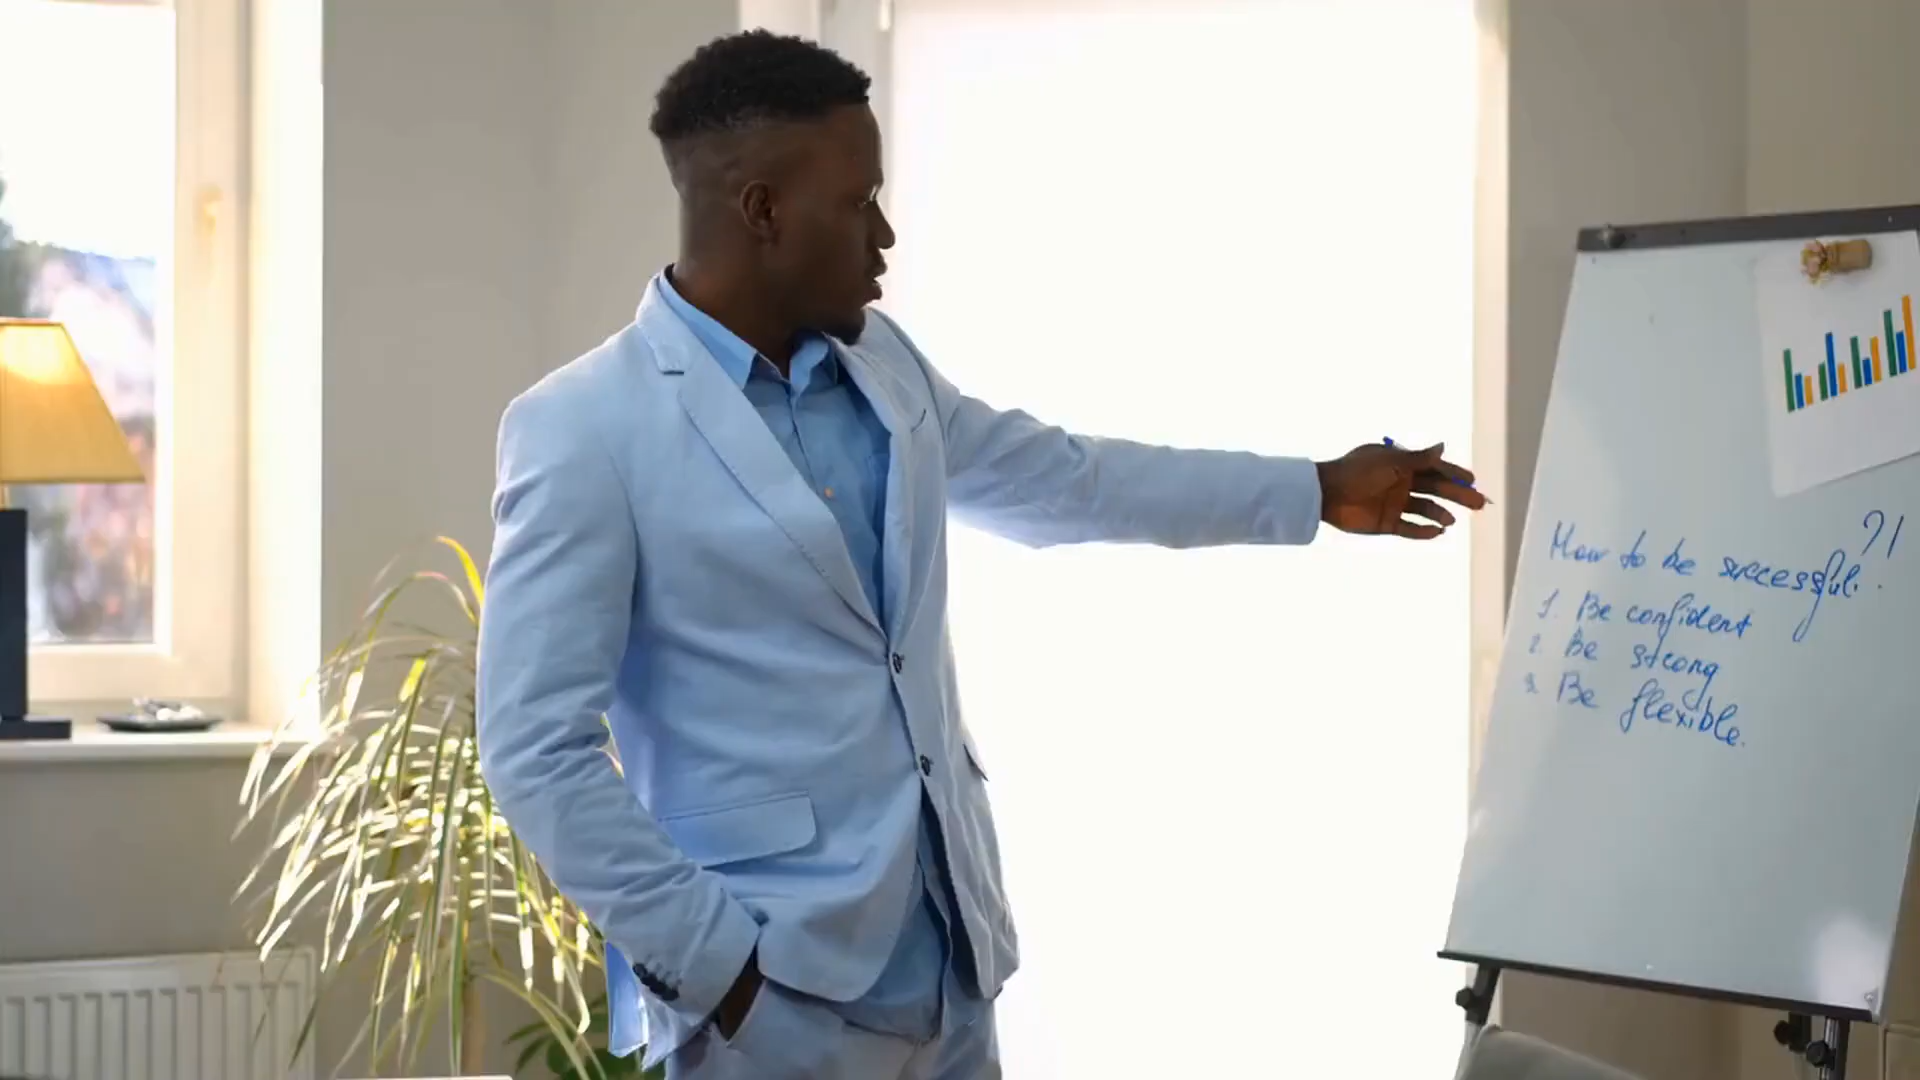 How to be successful?!
1. Be confident
2. Be strong
3. Be flexible.